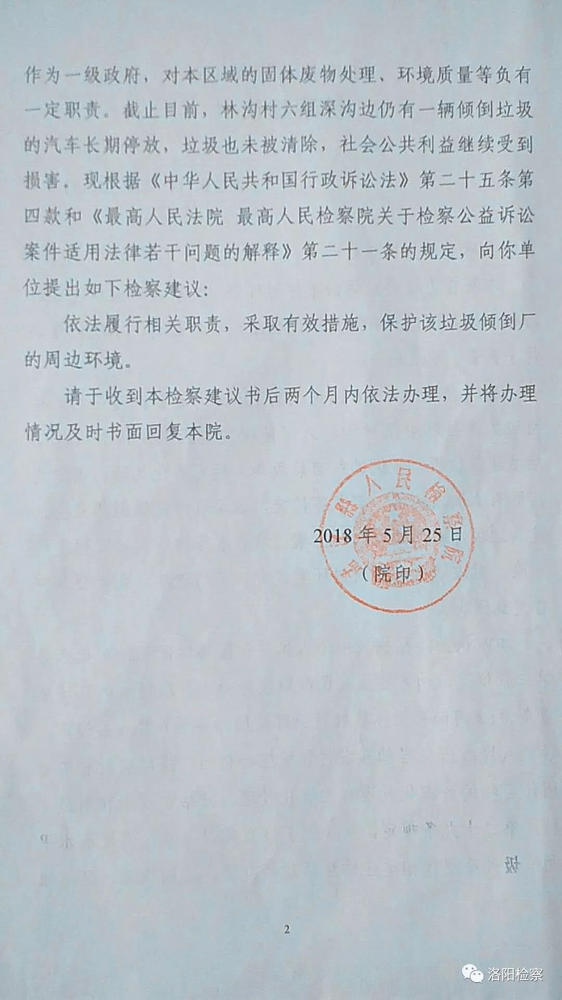 作为一级政府，对本区域的固体废物处理、环境质量等负有
一定职责。截止目前，林沟村六组深沟边仍有一辆倾倒垃圾
的汽车长期停放，垃圾也未被清除，社会公共利益继续受到
损害。现根据《中华人民共和国行政诉讼法》第二十五条第
四款和《最高人民法院 最高人民检察院关于检察公益诉讼
案件适用法律若干问题的解释》第二十一条的规定，向你单
位提出如下检察建议：
依法履行相关职责，采取有效措施，保护该垃圾倾倒厂
的周边环境。
请于收到本检察建议书后两个月内依法办理，并将办理
情况及时书面回复本院。
县人民检察院
2018年5月25日
（院印）
圾
2
洛阳检察